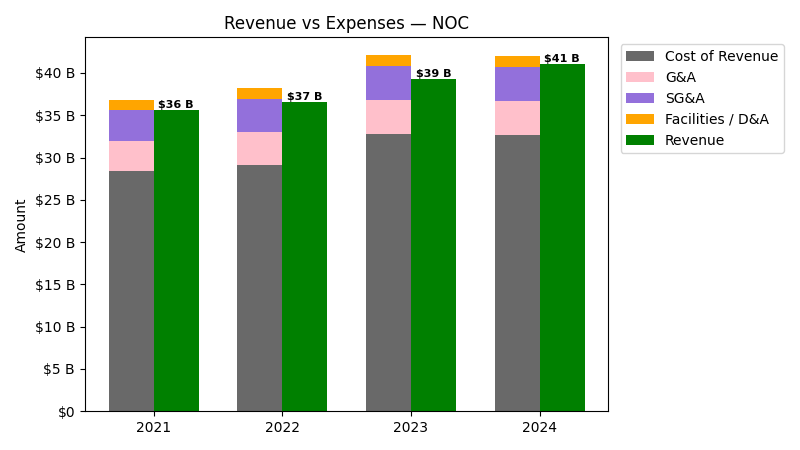 Revenue vs Expenses — NOC
Amount
$40 B
$35 B
$30 B
$25 B
$20 B
$15 B
$10 B
$5 B
$0
$36 B
$37 B
$39 B
$41 B
2021
2022
2023
2024
Cost of Revenue
G&A
SG&A
Facilities / D&A
Revenue